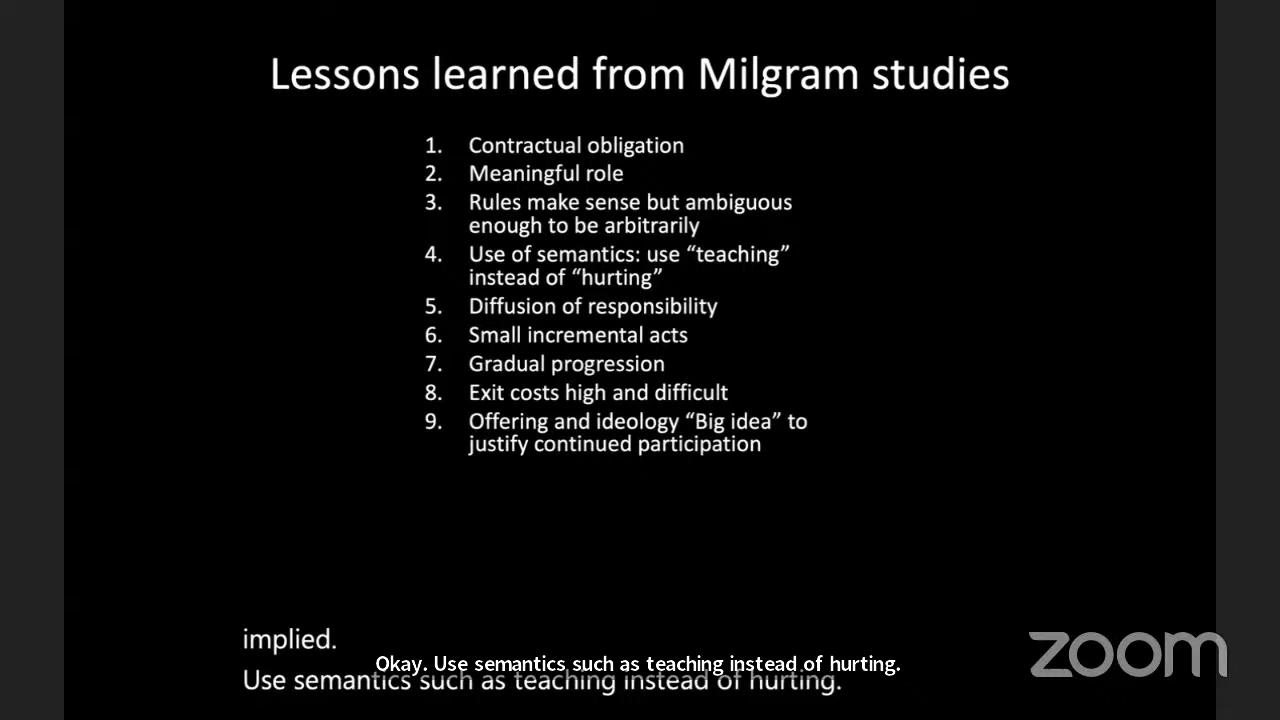 Lessons learned from Milgram studies
1. Contractual obligation
2. Meaningful role
3. Rules make sense but ambiguous
enough to be arbitrarily
4. Use of semantics: use “teaching”
instead of “hurting”
5. Diffusion of responsibility
6. Small incremental acts
7. Gradual progression
8. Exit costs high and difficult
9. Offering and ideology “Big idea” to
justify continued participation
implied.
Okay. Use semantics such as teaching instead of hurting.
Use semantics such as teaching instead of hurting.
zoom